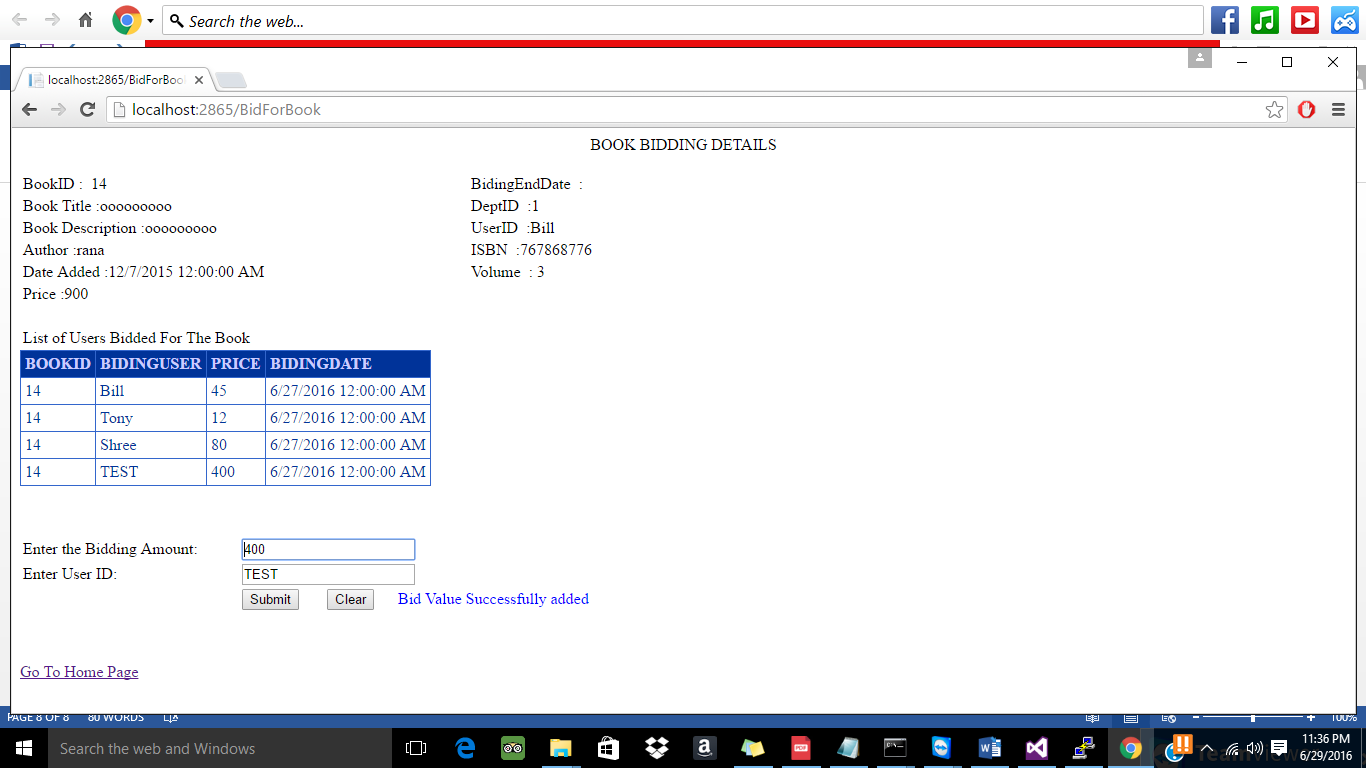 Search the web...
localhost:2865/BidForBoo
localhost:2865/BidForBook
BOOK BIDDING DETAILS
BookID :  14
BidingEndDate  :
Book Title :ooooooooo
DeptID  :1
Book Description :ooooooooo
UserID  :Bill
Author :rana
ISBN  :767868776
Date Added :12/7/2015 12:00:00 AM
Volume  : 3
Price :900
List of Users Bidded For The Book
BOOKID BIDINGUSER PRICE BIDINGDATE
14 Bill 45 6/27/2016 12:00:00 AM
14 Tony 12 6/27/2016 12:00:00 AM
14 Shree 80 6/27/2016 12:00:00 AM
14 TEST 400 6/27/2016 12:00:00 AM
Enter the Bidding Amount: 400
Enter User ID: TEST
Submit Clear Bid Value Successfully added
Go To Home Page
PAGE 8 OF 8 80 WORDS 100%
Search the web and Windows
11:36 PM
6/29/2016